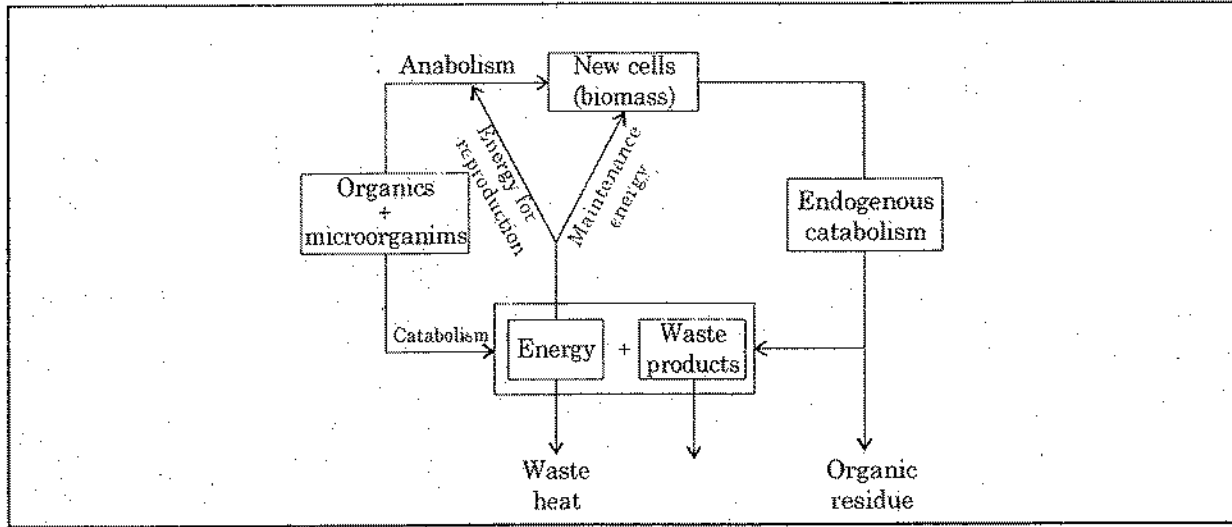 Anabolism
New cells
(biomass)
Energy for
reproduction
Maintenance
energy
Organics
+
microorganims
Endogenous
catabolism
Catabolism
Energy
+
Waste
products
Waste
heat
Organic
residue